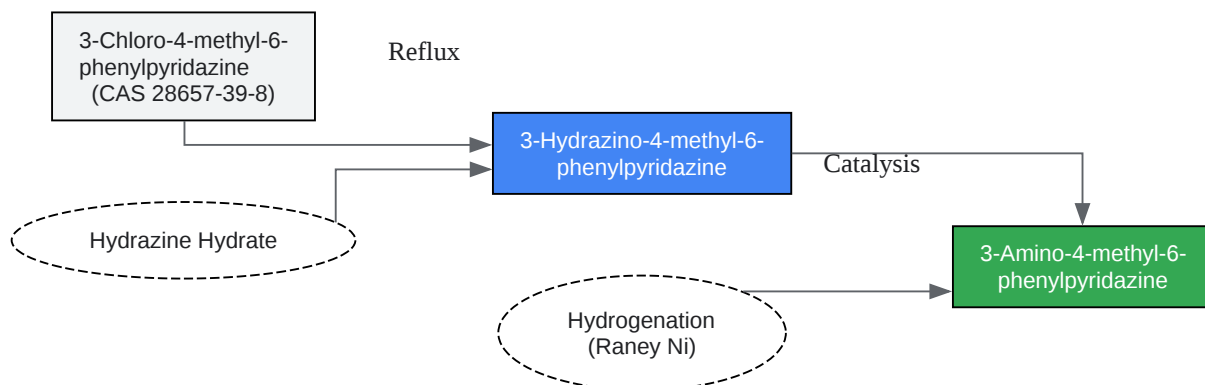 3-Chloro-4-methyl-6-
phenylpyridazine
(CAS 28657-39-8)
Reflux
3-Hydrazino-4-methyl-6-
phenylpyridazine
Catalysis
Hydrazine Hydrate
3-Amino-4-methyl-6-
phenylpyridazine
Hydrogenation
(Raney Ni)